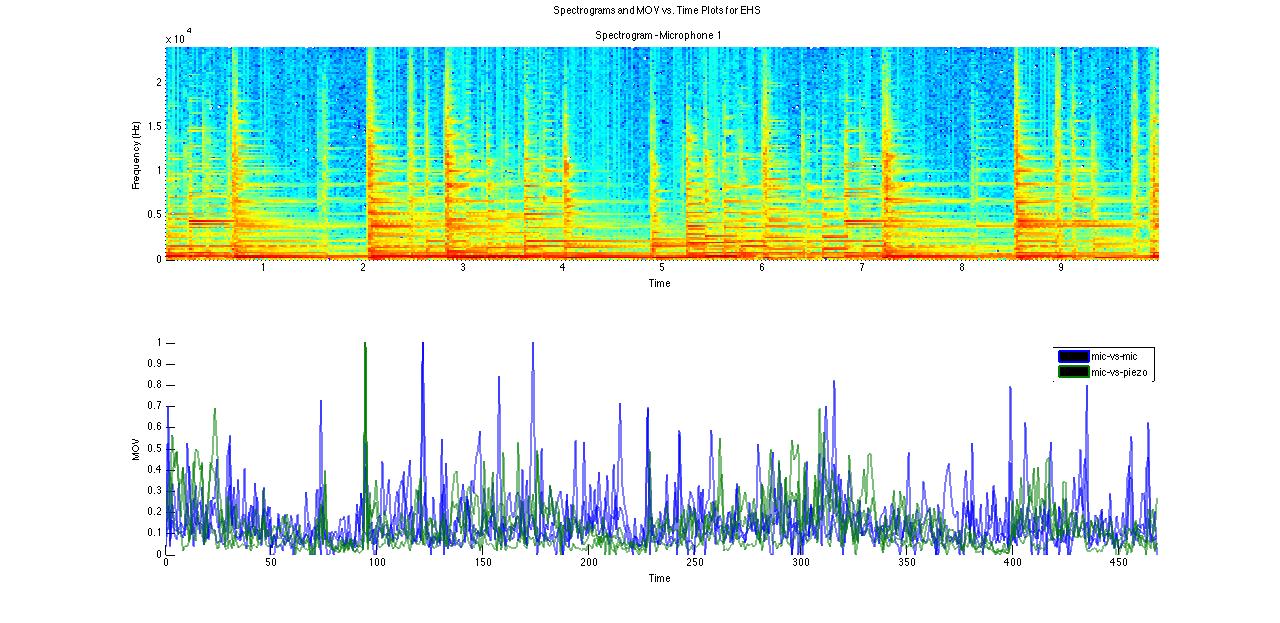 Spectrograms and MOV vs. Time Plots for EHS
Spectrogram - Microphone 1
x 10^4
2
1.5
1
0.5
0
Frequency (Hz)
1 2 3 4 5 6 7 8 9
Time
1
0.9
0.8
0.7
0.6
0.5
0.4
0.3
0.2
0.1
0
MOV
mic-vs-mic
mic-vs-piezo
0 50 100 150 200 250 300 350 400 450
Time